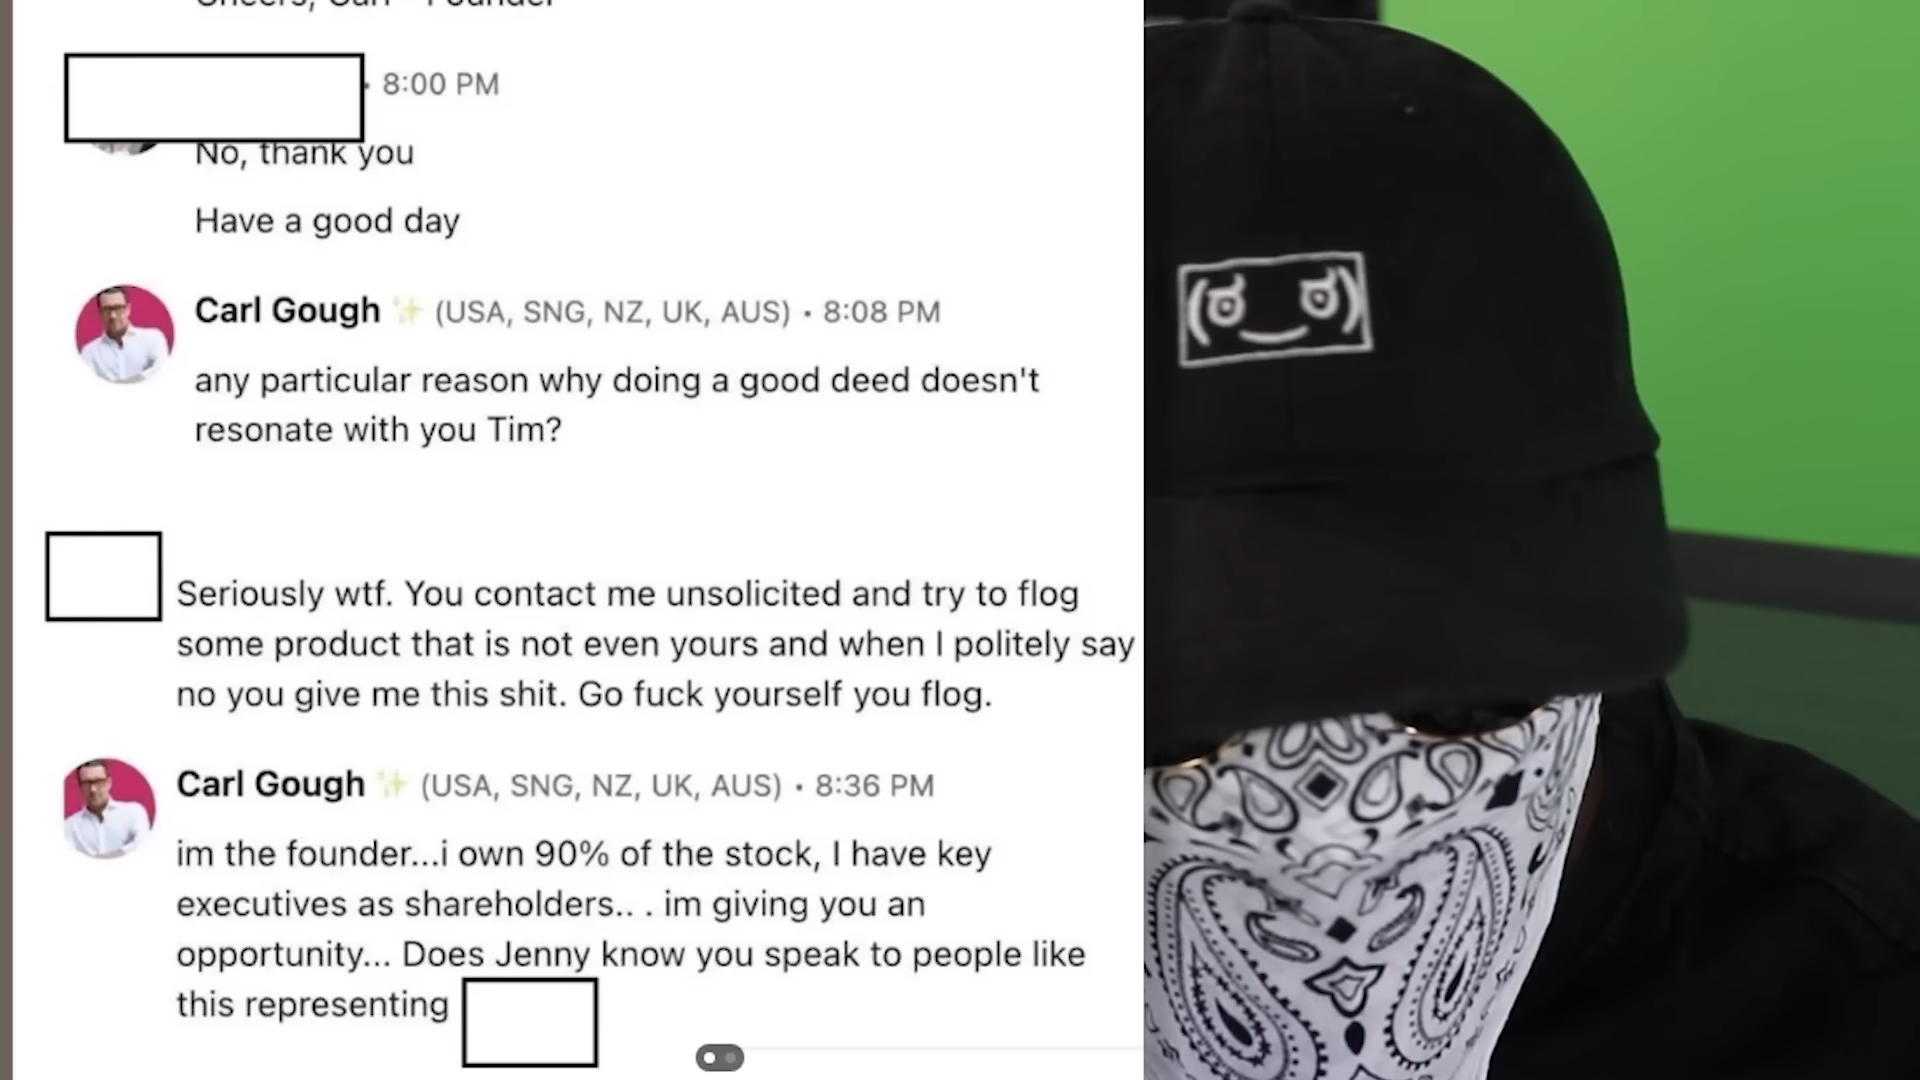 Cheers, Carl - Founder
• 8:00 PM
No, thank you
Have a good day
Carl Gough ✨ (USA, SNG, NZ, UK, AUS) • 8:08 PM
any particular reason why doing a good deed doesn't
resonate with you Tim?
Seriously wtf. You contact me unsolicited and try to flog
some product that is not even yours and when I politely say
no you give me this shit. Go fuck yourself you flog.
Carl Gough ✨ (USA, SNG, NZ, UK, AUS) • 8:36 PM
im the founder...i own 90% of the stock, I have key
executives as shareholders.. . im giving you an
opportunity... Does Jenny know you speak to people like
this representing